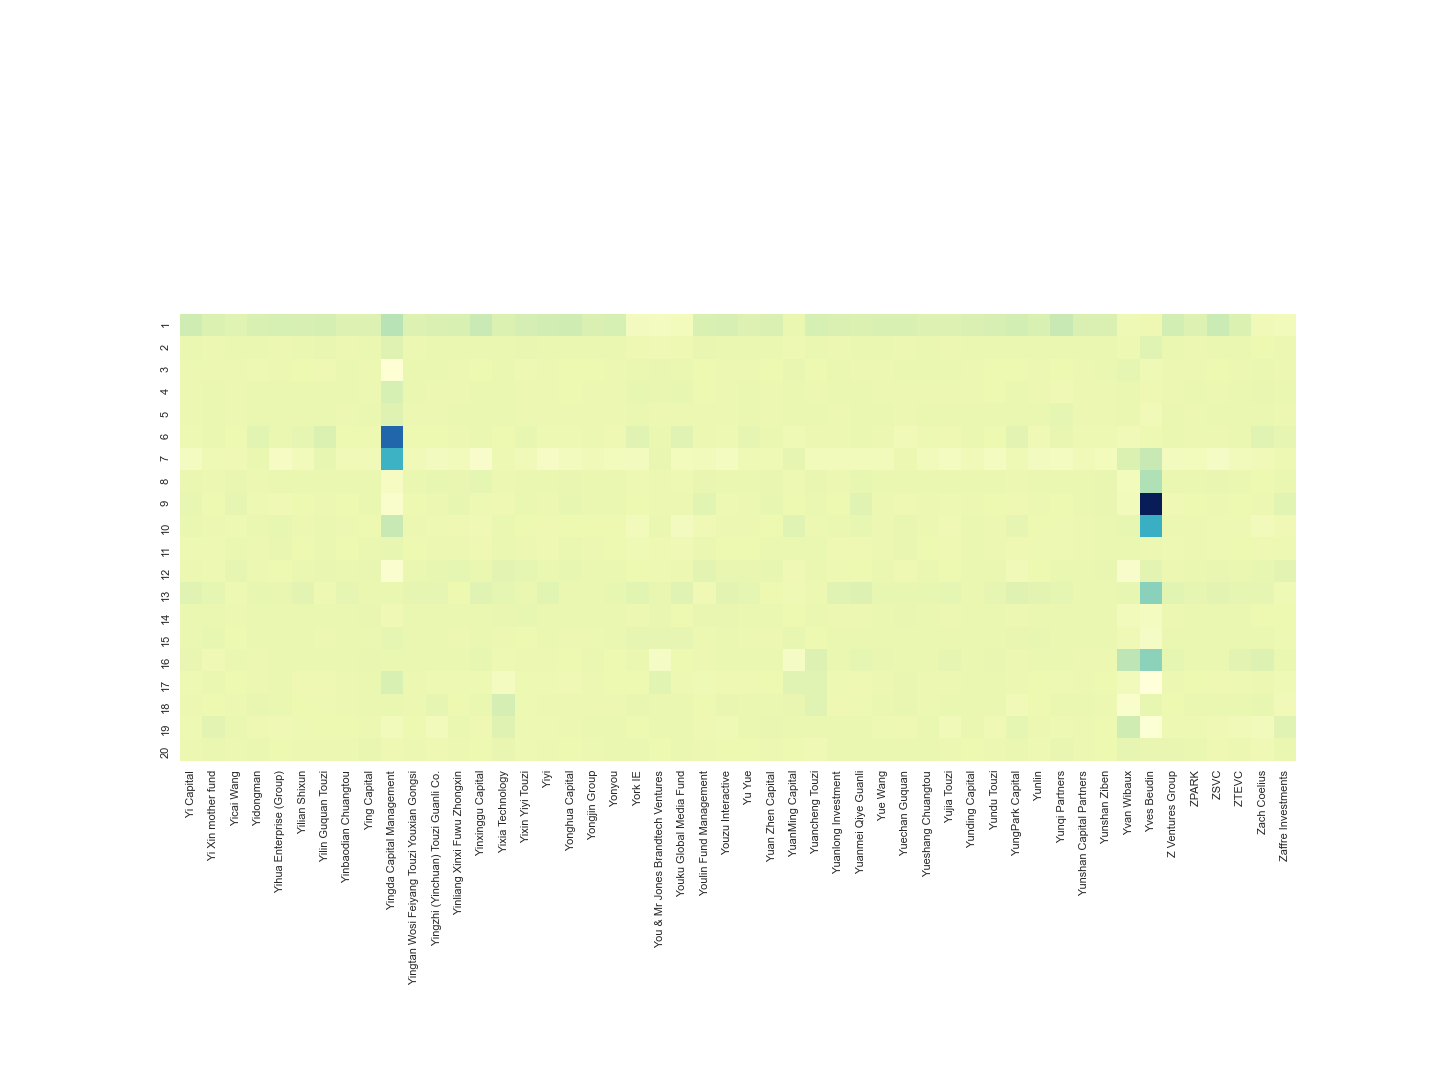 1
2
3
4
5
6
7
8
9
10
11
12
13
14
15
16
17
18
19
20
Yi Capital
Yi Xin mother fund
Yicai Wang
Yidongman
Yihua Enterprise (Group)
Yilian Shixun
Yilin Guquan Touzi
Yinbaodian Chuangtou
Ying Capital
Yingda Capital Management
Yingtan Wosi Feiyang Touzi Youxian Gongsi
Yingzhi (Yinchuan) Touzi Guanli Co.
Yinliang Xinxi Fuwu Zhongxin
Yinxinggu Capital
Yixia Technology
Yixin Yiyi Touzi
Yiyi
Yonghua Capital
Yongjin Group
Yonyou
York IE
You & Mr Jones Brandtech Ventures
Youku Global Media Fund
Youlin Fund Management
Youzu Interactive
Yu Yue
Yuan Zhen Capital
YuanMing Capital
Yuancheng Touzi
Yuanlong Investment
Yuanmei Qiye Guanli
Yue Wang
Yuechan Guquan
Yueshang Chuangtou
Yujia Touzi
Yunding Capital
Yundu Touzi
YungPark Capital
Yunlin
Yunqi Partners
Yunshan Capital Partners
Yunshan Ziben
Yvan Wibaux
Yves Beudin
Z Ventures Group
ZPARK
ZSVC
ZTEVC
Zach Coelius
Zaffre Investments